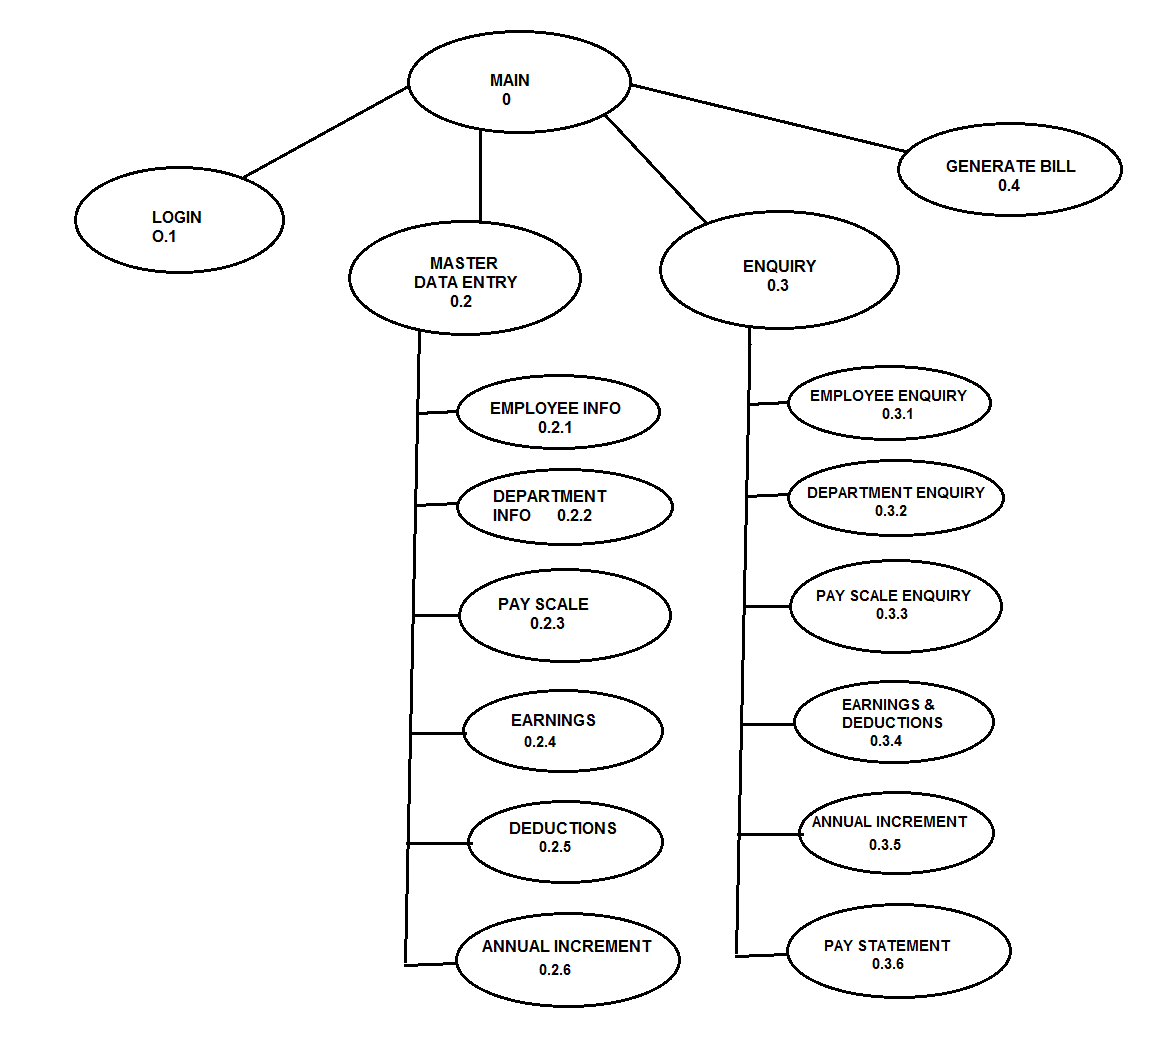 MAIN
0
GENERATE BILL
0.4
LOGIN
O.1
MASTER
DATA ENTRY
0.2
ENQUIRY
0.3
EMPLOYEE INFO
0.2.1
DEPARTMENT
INFO 0.2.2
PAY SCALE
0.2.3
EARNINGS
0.2.4
DEDUCTIONS
0.2.5
ANNUAL INCREMENT
0.2.6
EMPLOYEE ENQUIRY
0.3.1
DEPARTMENT ENQUIRY
0.3.2
PAY SCALE ENQUIRY
0.3.3
EARNINGS &
DEDUCTIONS
0.3.4
ANNUAL INCREMENT
0.3.5
PAY STATEMENT
0.3.6